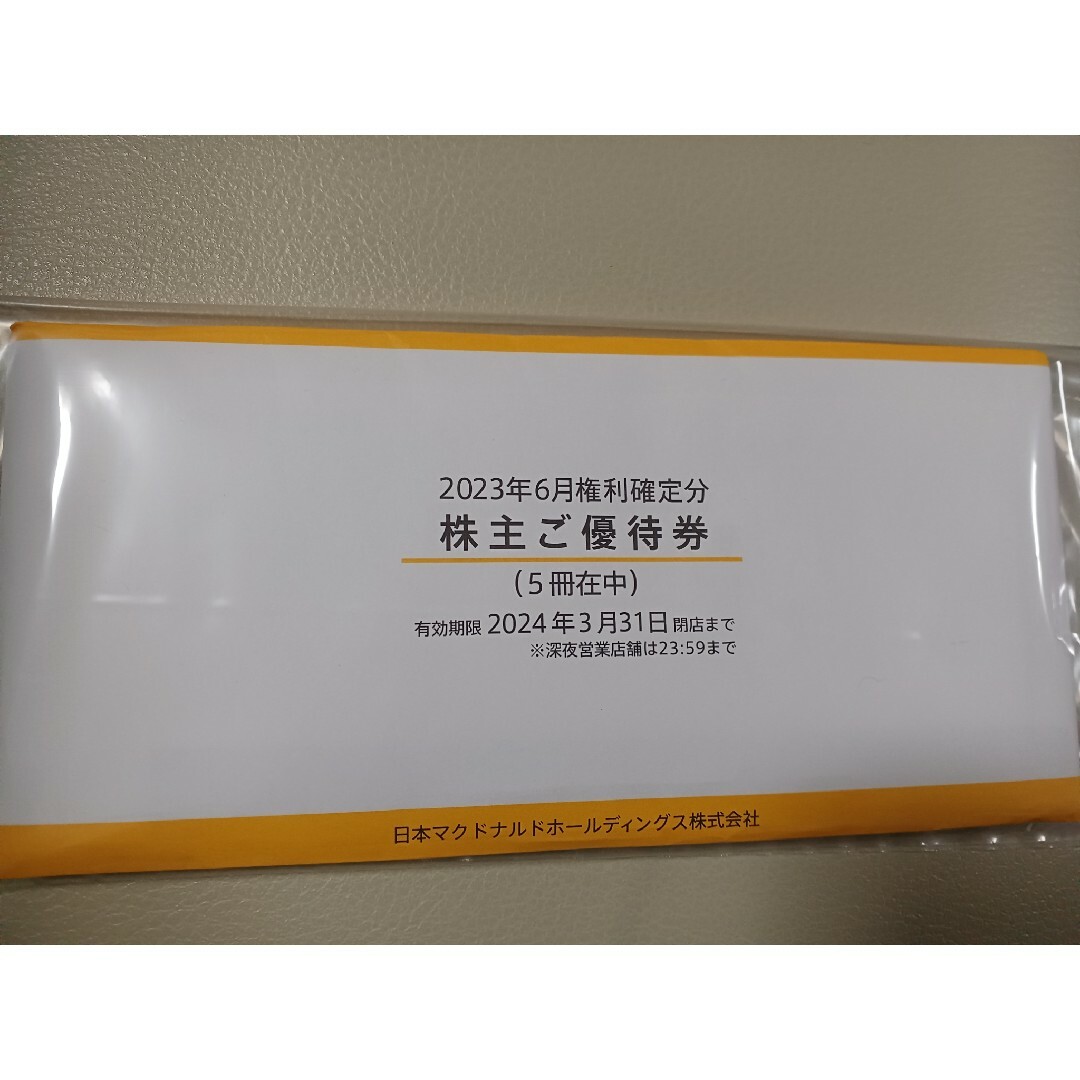 2023年6月権利確定分
株主ご優待券
（5冊在中）
有効期限 2024年3月31日 閉店まで
※深夜営業店舗は23:59まで
日本マクドナルドホールディングス株式会社